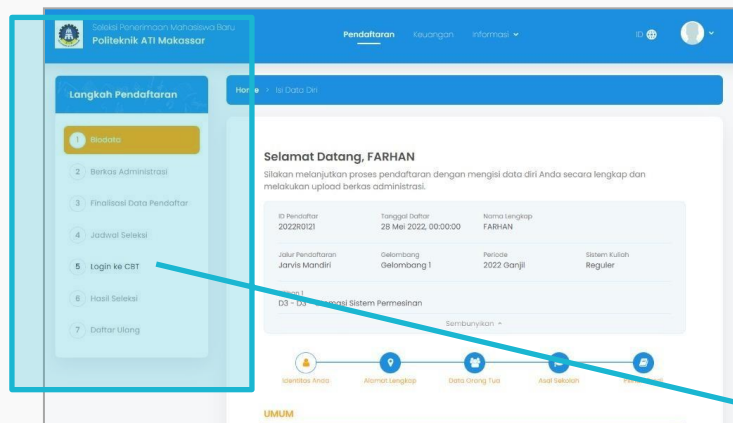 Seleksi Penerimaan Mahasiswa Baru
Politeknik ATI Makassar
Pendaftaran Keuangan Informasi
ID
Langkah Pendaftaran
Home > Isi Data Diri
1 Biodata
2 Berkas Administrasi
3 Finalisasi Data Pendaftar
4 Jadwal Seleksi
5 Login ke CBT
6 Hasil Seleksi
7 Daftar Ulang
Selamat Datang, FARHAN
Silakan melanjutkan proses pendaftaran dengan mengisi data diri Anda secara lengkap dan
melakukan upload berkas administrasi.
ID Pendaftar Tanggal Daftar Nama Lengkap
2022R0121 28 Mei 2022, 00:00:00 FARHAN
Jalur Pendaftaran Gelombang Periode Sistem Kuliah
Jarvis Mandiri Gelombang 1 2022 Ganjil Reguler
1
D3 - D3 Sistem Permesinan
Sembunyikan
Identitas Anda Alamat Lengkap Data Orang Tua Asal Sekolah
UMUM